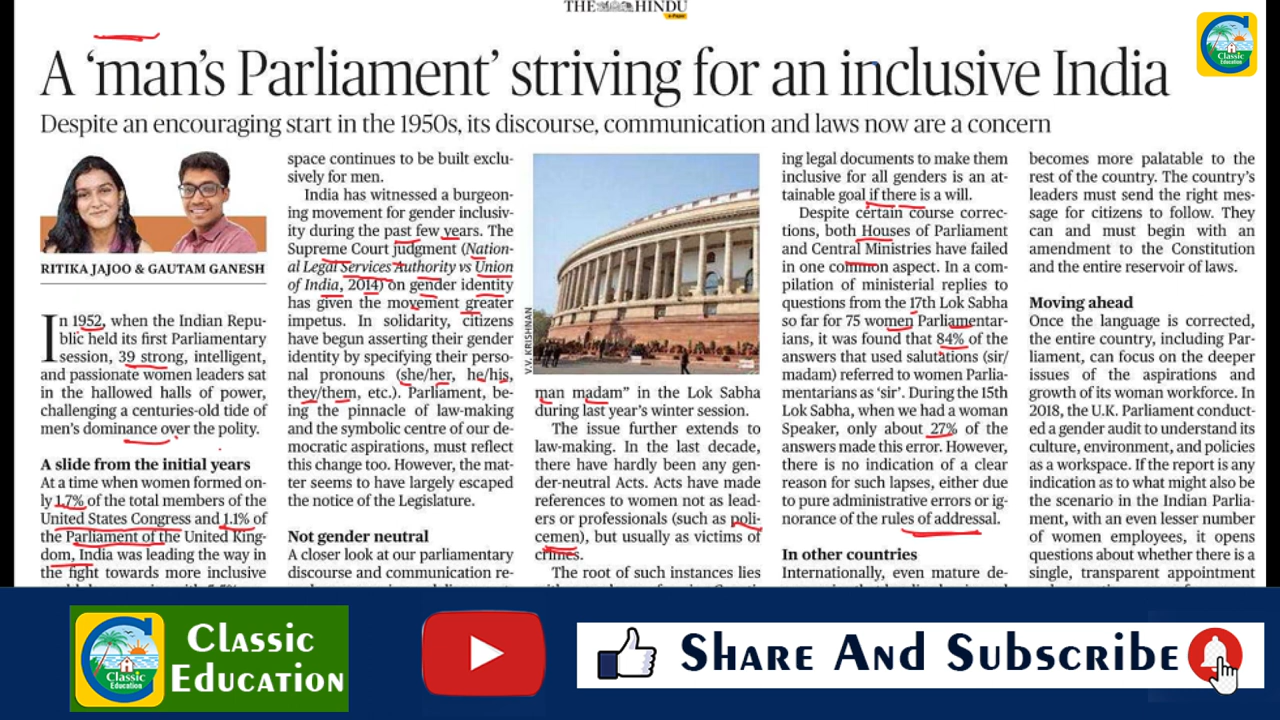 THE HINDU
e-Paper
Classic
Education
A ‘man’s Parliament’ striving for an inclusive India
Despite an encouraging start in the 1950s, its discourse, communication and laws now are a concern
RITIKA JAJOO & GAUTAM GANESH
In 1952, when the Indian Repu-
blic held its first Parliamentary
session, 39 strong, intelligent,
and passionate women leaders sat
in the hallowed halls of power,
challenging a centuries-old tide of
men’s dominance over the polity.
A slide from the initial years
At a time when women formed on-
ly 1.7% of the total members of the
United States Congress and 1.1% of
the Parliament of the United King-
dom, India was leading the way in
the fight towards more inclusive
space continues to be built exclu-
sively for men.
India has witnessed a burgeon-
ing movement for gender inclusiv-
ity during the past few years. The
Supreme Court judgment (Nation-
al Legal Services Authority vs Union
of India, 2014) on gender identity
has given the movement greater
impetus. In solidarity, citizens
have begun asserting their gender
identity by specifying their perso-
nal pronouns (she/her, he/his,
they/them, etc.). Parliament, be-
ing the pinnacle of law-making
and the symbolic centre of our de-
mocratic aspirations, must reflect
this change too. However, the mat-
ter seems to have largely escaped
the notice of the Legislature.
Not gender neutral
A closer look at our parliamentary
discourse and communication re-
V.V. KRISHNAN
man madam” in the Lok Sabha
during last year’s winter session.
The issue further extends to
law-making. In the last decade,
there have hardly been any gen-
der-neutral Acts. Acts have made
references to women not as lead-
ers or professionals (such as poli-
cemen), but usually as victims of
crimes.
The root of such instances lies
ing legal documents to make them
inclusive for all genders is an at-
tainable goal if there is a will.
Despite certain course correc-
tions, both Houses of Parliament
and Central Ministries have failed
in one common aspect. In a com-
pilation of ministerial replies to
questions from the 17th Lok Sabha
so far for 75 women Parliamentar-
ians, it was found that 84% of the
answers that used salutations (sir/
madam) referred to women Parlia-
mentarians as ‘sir’. During the 15th
Lok Sabha, when we had a woman
Speaker, only about 27% of the
answers made this error. However,
there is no indication of a clear
reason for such lapses, either due
to pure administrative errors or ig-
norance of the rules of addressal.
In other countries
Internationally, even mature de-
becomes more palatable to the
rest of the country. The country’s
leaders must send the right mes-
sage for citizens to follow. They
can and must begin with an
amendment to the Constitution
and the entire reservoir of laws.
Moving ahead
Once the language is corrected,
the entire country, including Par-
liament, can focus on the deeper
issues of the aspirations and
growth of its woman workforce. In
2018, the U.K. Parliament conduct-
ed a gender audit to understand its
culture, environment, and policies
as a workspace. If the report is any
indication as to what might also be
the scenario in the Indian Parlia-
ment, with an even lesser number
of women employees, it opens
questions about whether there is a
single, transparent appointment
Classic
Education
Classic
Education
Share And Subscribe